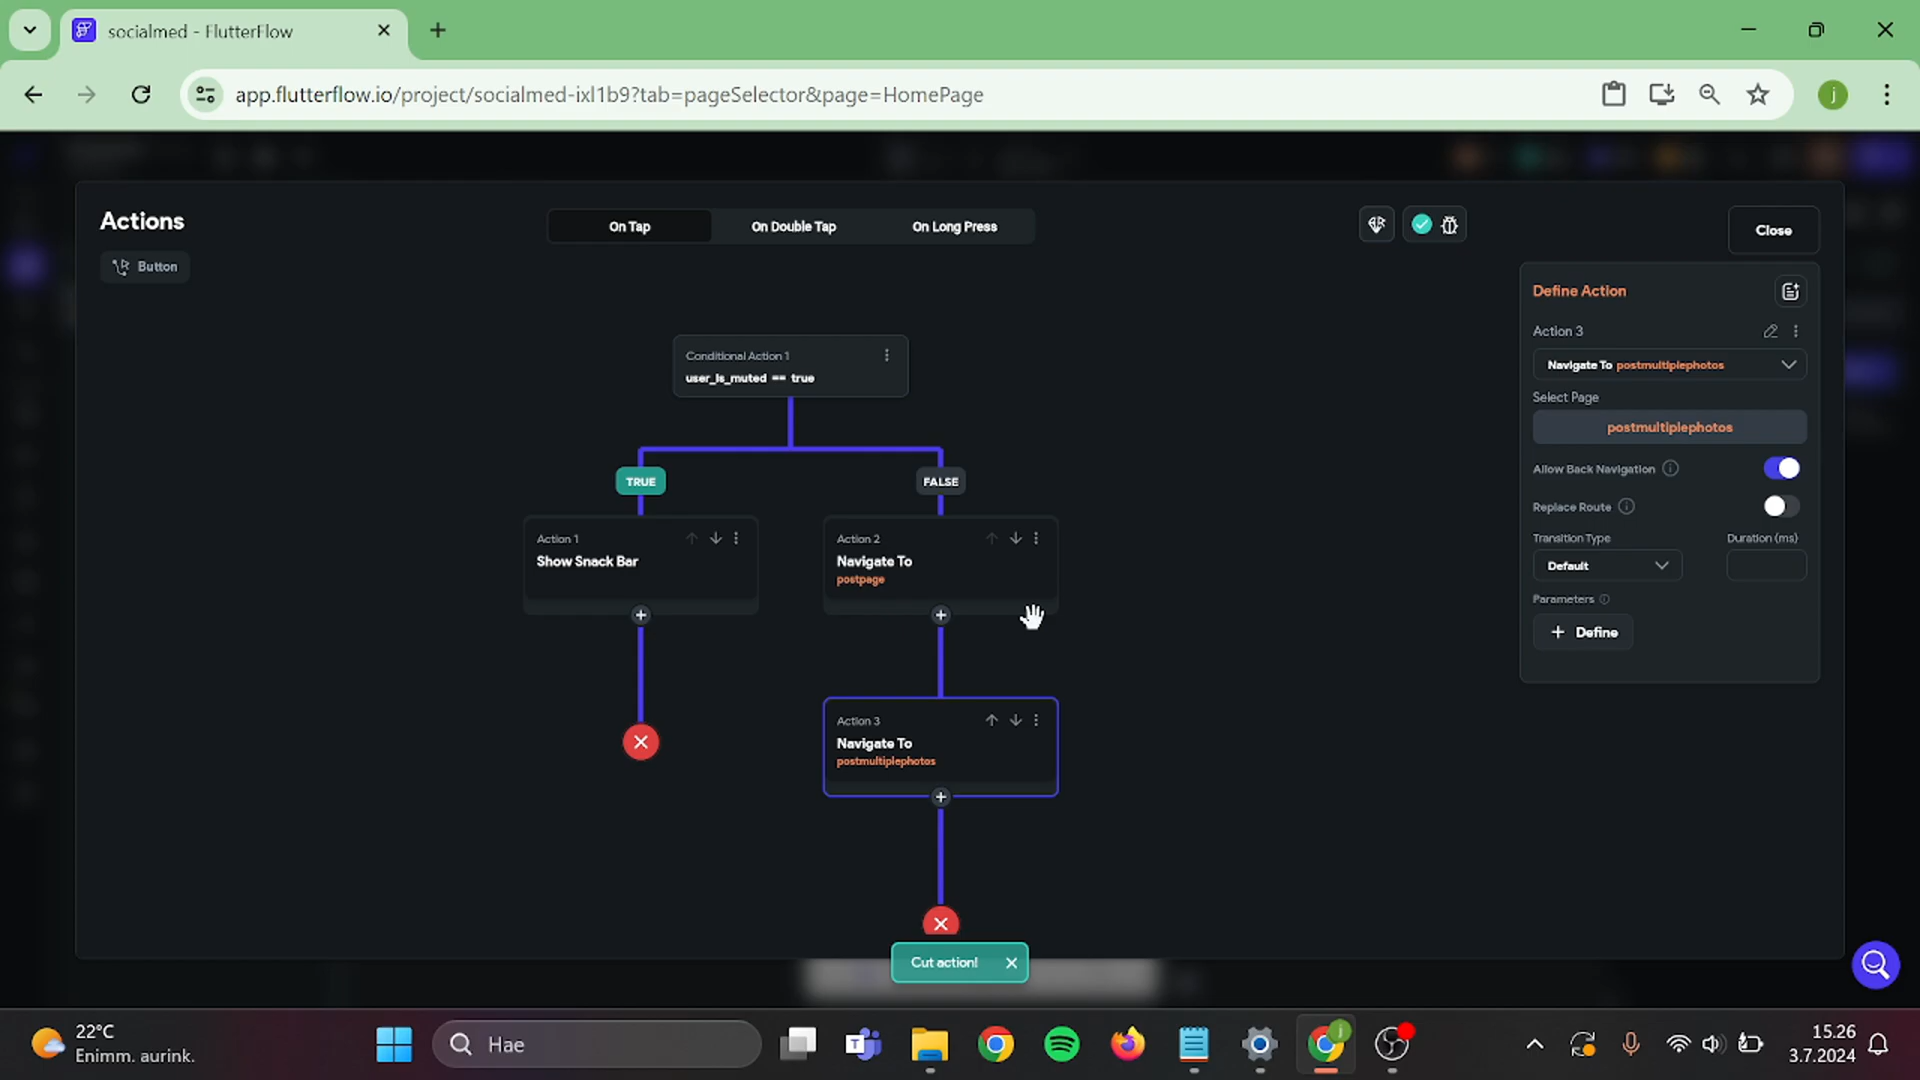 socialmed - FlutterFlow
app.flutterflow.io/project/socialmed-ixl1b9?tab=pageSelector&page=HomePage
j
Actions
Button
On Tap
On Double Tap
On Long Press
Close
Conditional Action 1
user_is_muted == true
TRUE
FALSE
Action 1
Show Snack Bar
Action 2
Navigate To
postpage
Action 3
Navigate To
postmultiplephotos
Define Action
Action 3
Navigate To postmultiplephotos
Select Page
postmultiplephotos
Allow Back Navigation
Replace Route
Transition Type
Duration (ms)
Default
Parameters
Define
Cut action!
22°C
Enimm. aurink.
Hae
15.26
3.7.2024